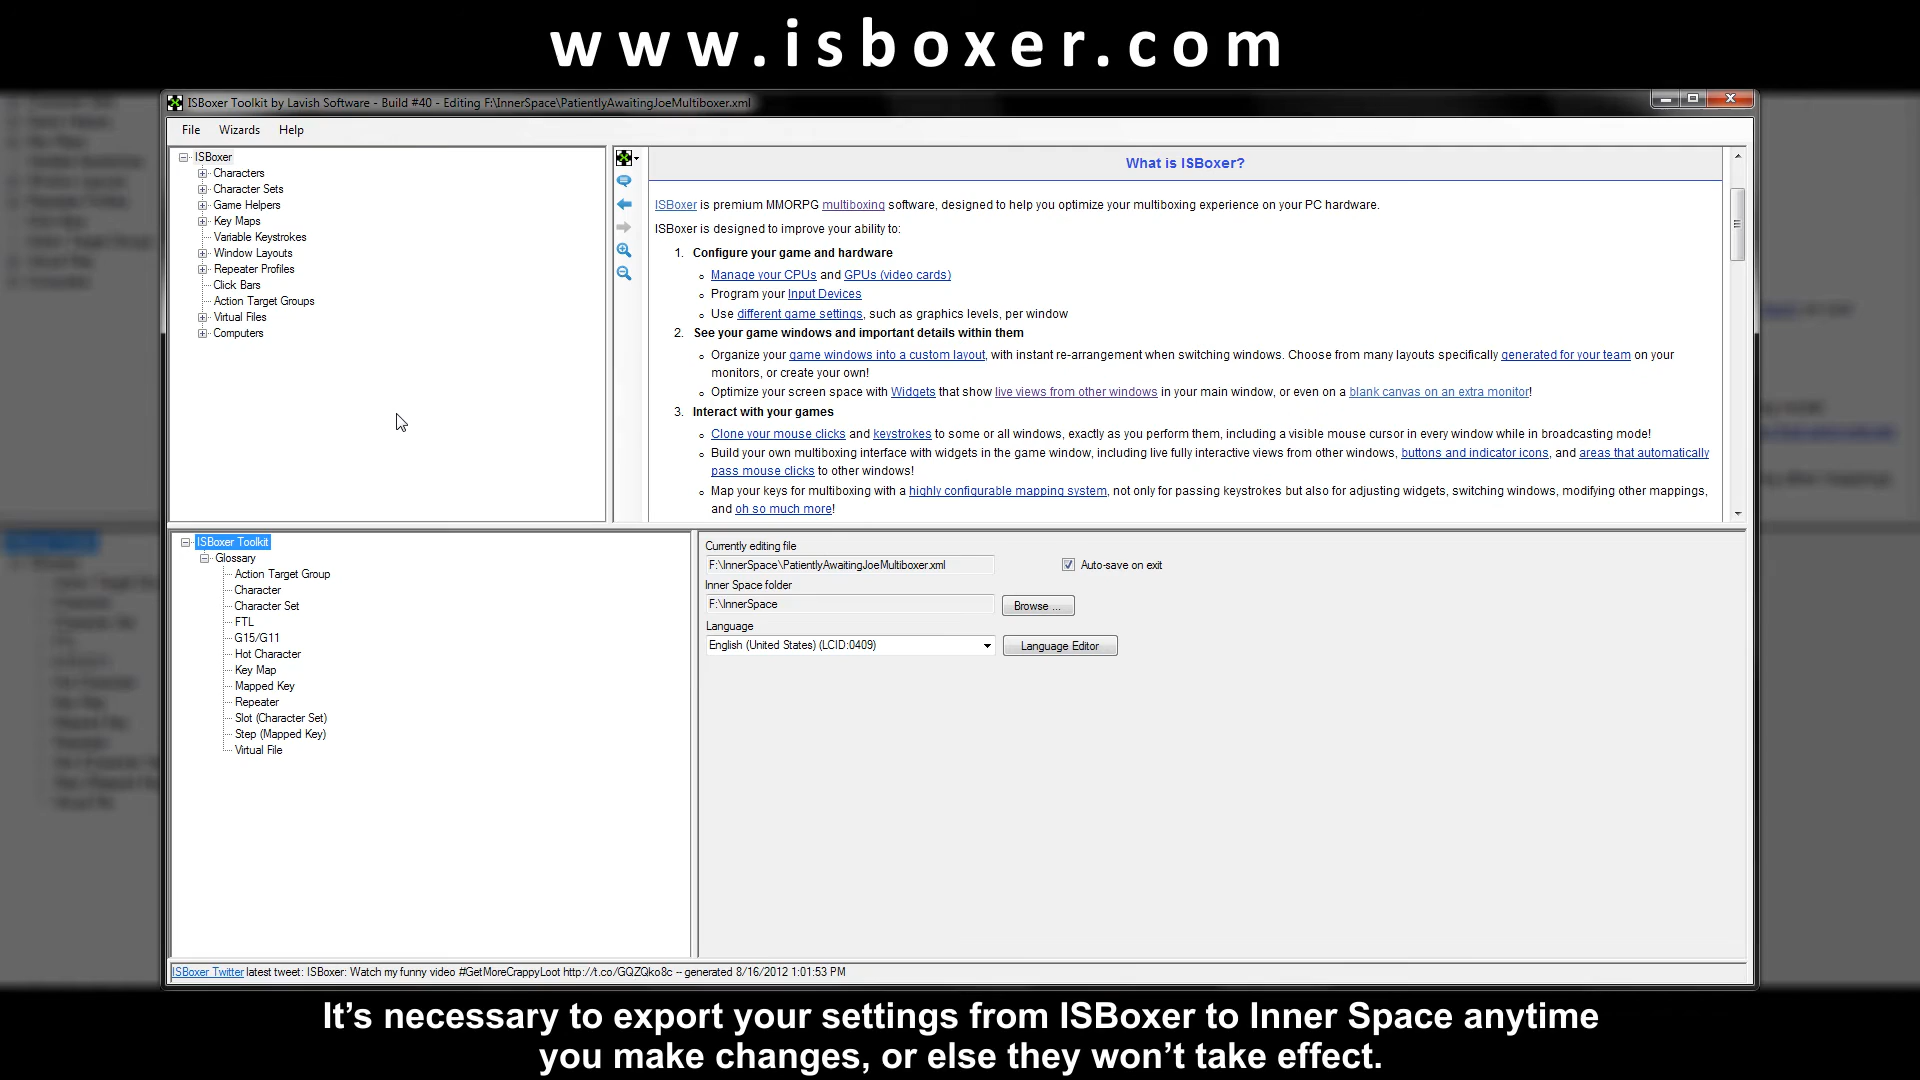 www.isboxer.com
ISBoxer Toolkit by Lavish Software - Build #40 - Editing F:\InnerSpace\PatientlyAwaitingJoeMultiboxer.xml
File Wizards Help
ISBoxer
Characters
Character Sets
Game Helpers
Key Maps
Variable Keystrokes
Window Layouts
Repeater Profiles
Click Bars
Action Target Groups
Virtual Files
Computers
What is ISBoxer?
ISBoxer is premium MMORPG multiboxing software, designed to help you optimize your multiboxing experience on your PC hardware.
ISBoxer is designed to improve your ability to:
1. Configure your game and hardware
Manage your CPUs and GPUs (video cards)
Program your Input Devices
Use different game settings, such as graphics levels, per window
2. See your game windows and important details within them
Organize your game windows into a custom layout, with instant re-arrangement when switching windows. Choose from many layouts specifically generated for your team on your
monitors, or create your own!
Optimize your screen space with Widgets that show live views from other windows in your main window, or even on a blank canvas on an extra monitor!
3. Interact with your games
Clone your mouse clicks and keystrokes to some or all windows, exactly as you perform them, including a visible mouse cursor in every window while in broadcasting mode!
Build your own multiboxing interface with widgets in the game window, including live fully interactive views from other windows, buttons and indicator icons, and areas that automatically
pass mouse clicks to other windows!
Map your keys for multiboxing with a highly configurable mapping system, not only for passing keystrokes but also for adjusting widgets, switching windows, modifying other mappings,
and oh so much more!
ISBoxer Toolkit
Glossary
Action Target Group
Character
Character Set
FTL
G15/G11
Hot Character
Key Map
Mapped Key
Repeater
Slot (Character Set)
Step (Mapped Key)
Virtual File
Currently editing file
F:\InnerSpace\PatientlyAwaitingJoeMultiboxer.xml
Auto-save on exit
Inner Space folder
F:\InnerSpace
Browse ...
Language
English (United States) (LCID:0409)
Language Editor
ISBoxer Twitter latest tweet: ISBoxer: Watch my funny video #GetMoreCrappyLoot http://t.co/GQZQko8c -- generated 8/16/2012 1:01:53 PM
It’s necessary to export your settings from ISBoxer to Inner Space anytime
you make changes, or else they won’t take effect.